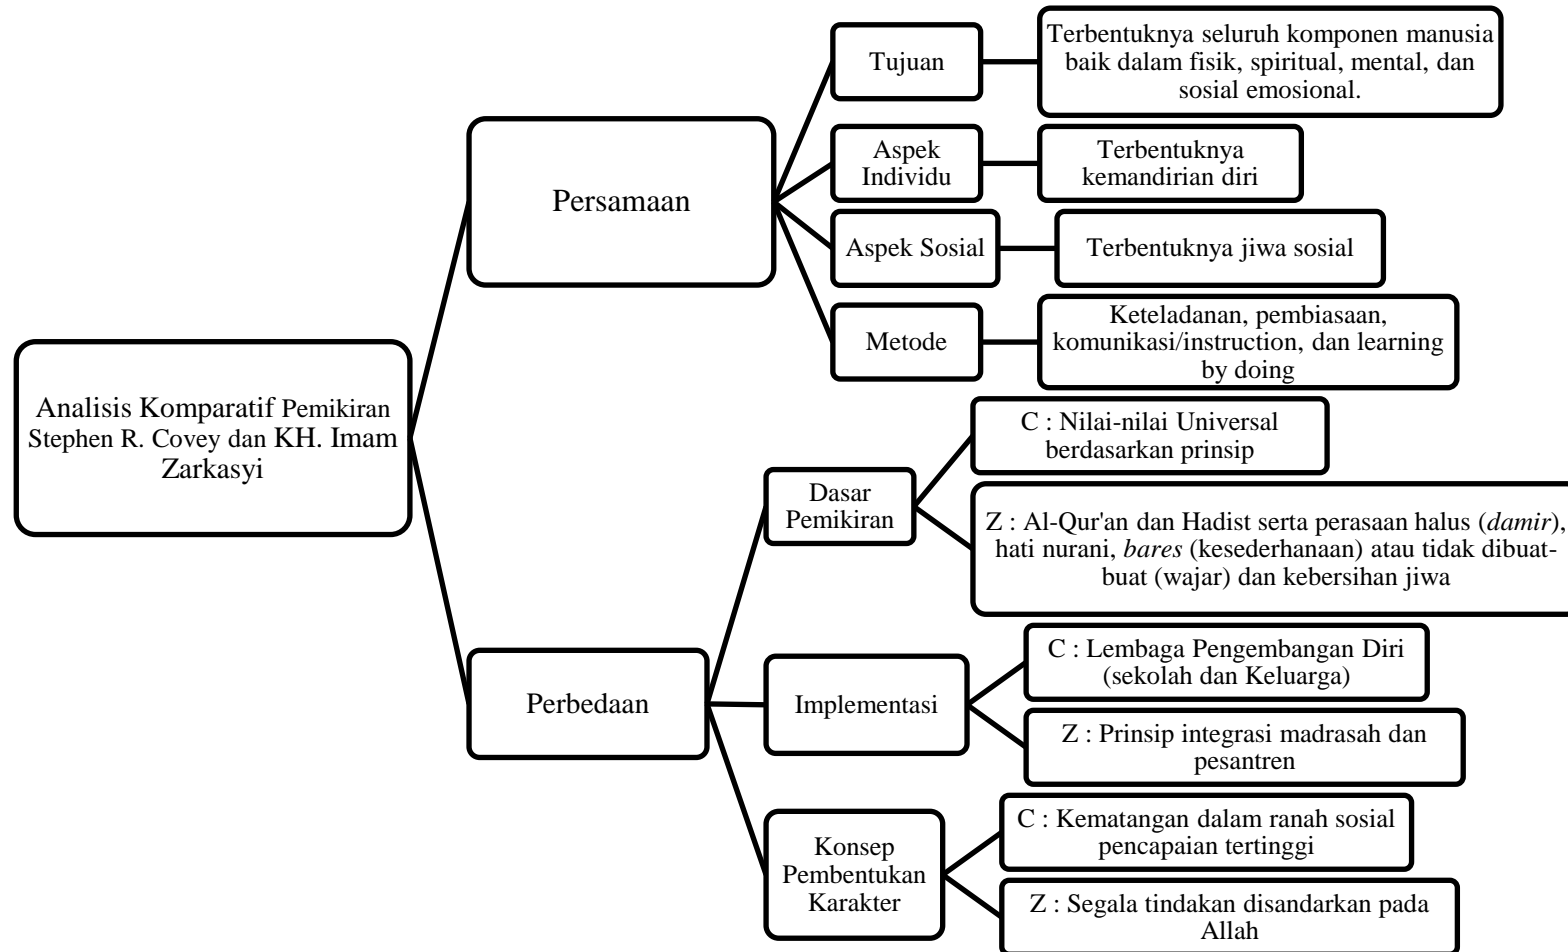 Analisis Komparatif Pemikiran
Stephen R. Covey dan KH. Imam
Zarkasyi
Persamaan
Tujuan
Terbentuknya seluruh komponen manusia
baik dalam fisik, spiritual, mental, dan
sosial emosional.
Aspek
Individu
Terbentuknya
kemandirian diri
Aspek Sosial
Terbentuknya jiwa sosial
Metode
Keteladanan, pembiasaan,
komunikasi/instruction, dan learning
by doing
Perbedaan
Dasar
Pemikiran
C : Nilai-nilai Universal
berdasarkan prinsip
Z : Al-Qur'an dan Hadist serta perasaan halus (damir),
hati nurani, bares (kesederhanaan) atau tidak dibuat-
buat (wajar) dan kebersihan jiwa
Implementasi
C : Lembaga Pengembangan Diri
(sekolah dan Keluarga)
Z : Prinsip integrasi madrasah dan
pesantren
Konsep
Pembentukan
Karakter
C : Kematangan dalam ranah sosial
pencapaian tertinggi
Z : Segala tindakan disandarkan pada
Allah